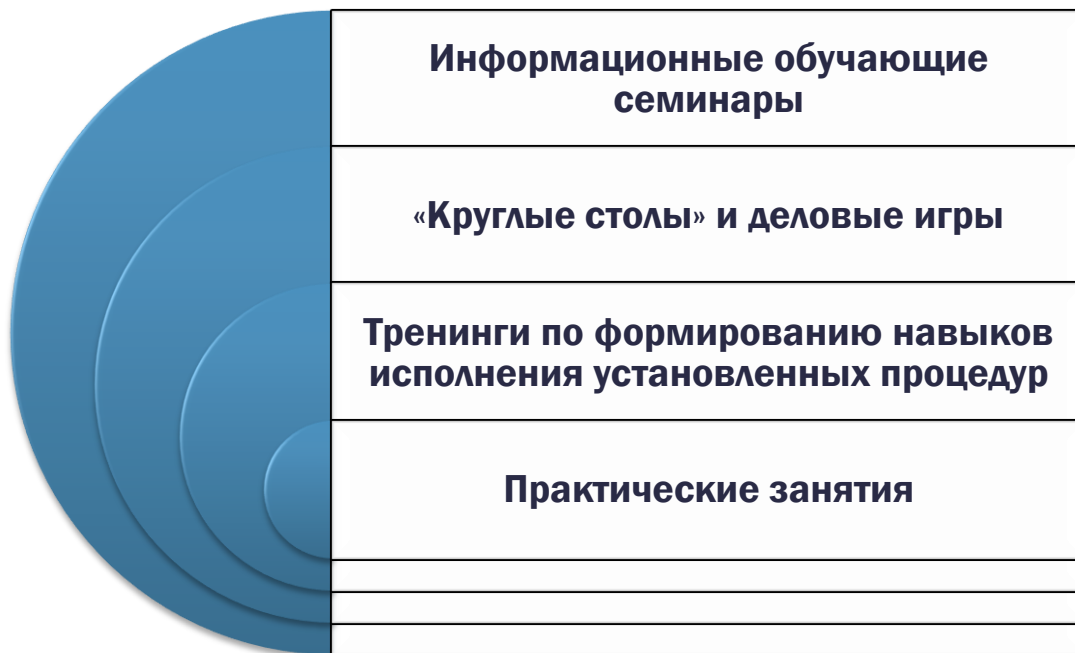 Информационные обучающие
семинары
«Круглые столы» и деловые игры
Тренинги по формированию навыков
исполнения установленных процедур
Практические занятия